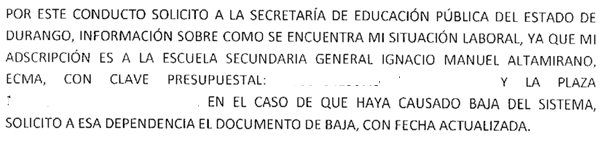 POR ESTE CONDUCTO SOLICITO A LA SECRETARÍA DE EDUCACIÓN PÚBLICA DEL ESTADO DE
DURANGO, INFORMACIÓN SOBRE COMO SE ENCUENTRA MI SITUACIÓN LABORAL, YA QUE MI
ADSCRIPCIÓN ES A LA ESCUELA SECUNDARIA GENERAL IGNACIO MANUEL ALTAMIRANO,
ECMA, CON CLAVE PRESUPUESTAL: Y LA PLAZA
. EN EL CASO DE QUE HAYA CAUSADO BAJA DEL SISTEMA,
SOLICITO A ESA DEPENDENCIA EL DOCUMENTO DE BAJA, CON FECHA ACTUALIZADA.